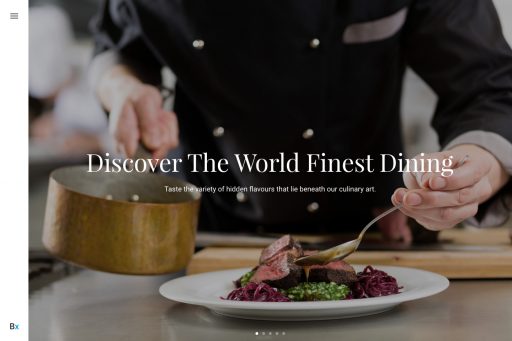 Discover The World Finest Dining
Taste the variety of hidden flavours that lie beneath our culinary art.
Bx